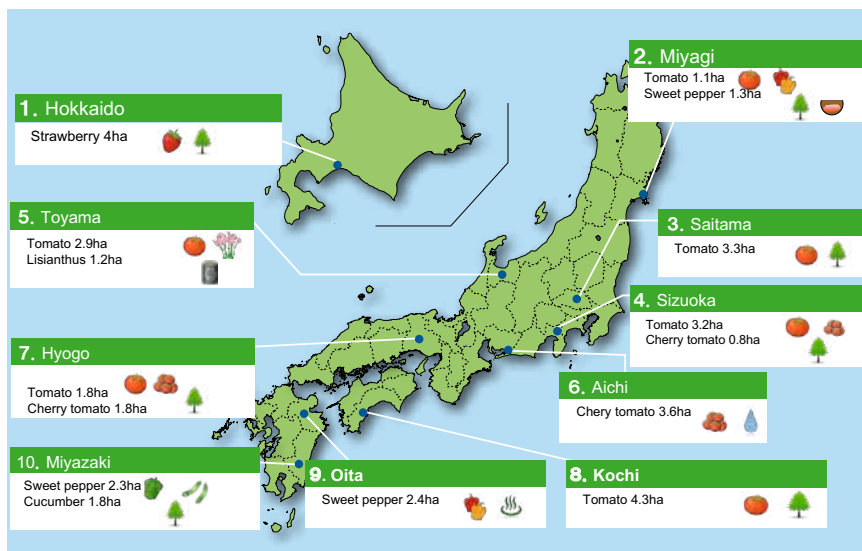 1. Hokkaido
Strawberry 4ha
2. Miyagi
Tomato 1.1ha
Sweet pepper 1.3ha
3. Saitama
Tomato 3.3ha
4. Sizuoka
Tomato 3.2ha
Cherry tomato 0.8ha
5. Toyama
Tomato 2.9ha
Lisianthus 1.2ha
6. Aichi
Chery tomato 3.6ha
7. Hyogo
Tomato 1.8ha
Cherry tomato 1.8ha
8. Kochi
Tomato 4.3ha
9. Oita
Sweet pepper 2.4ha
10. Miyazaki
Sweet pepper 2.3ha
Cucumber 1.8ha